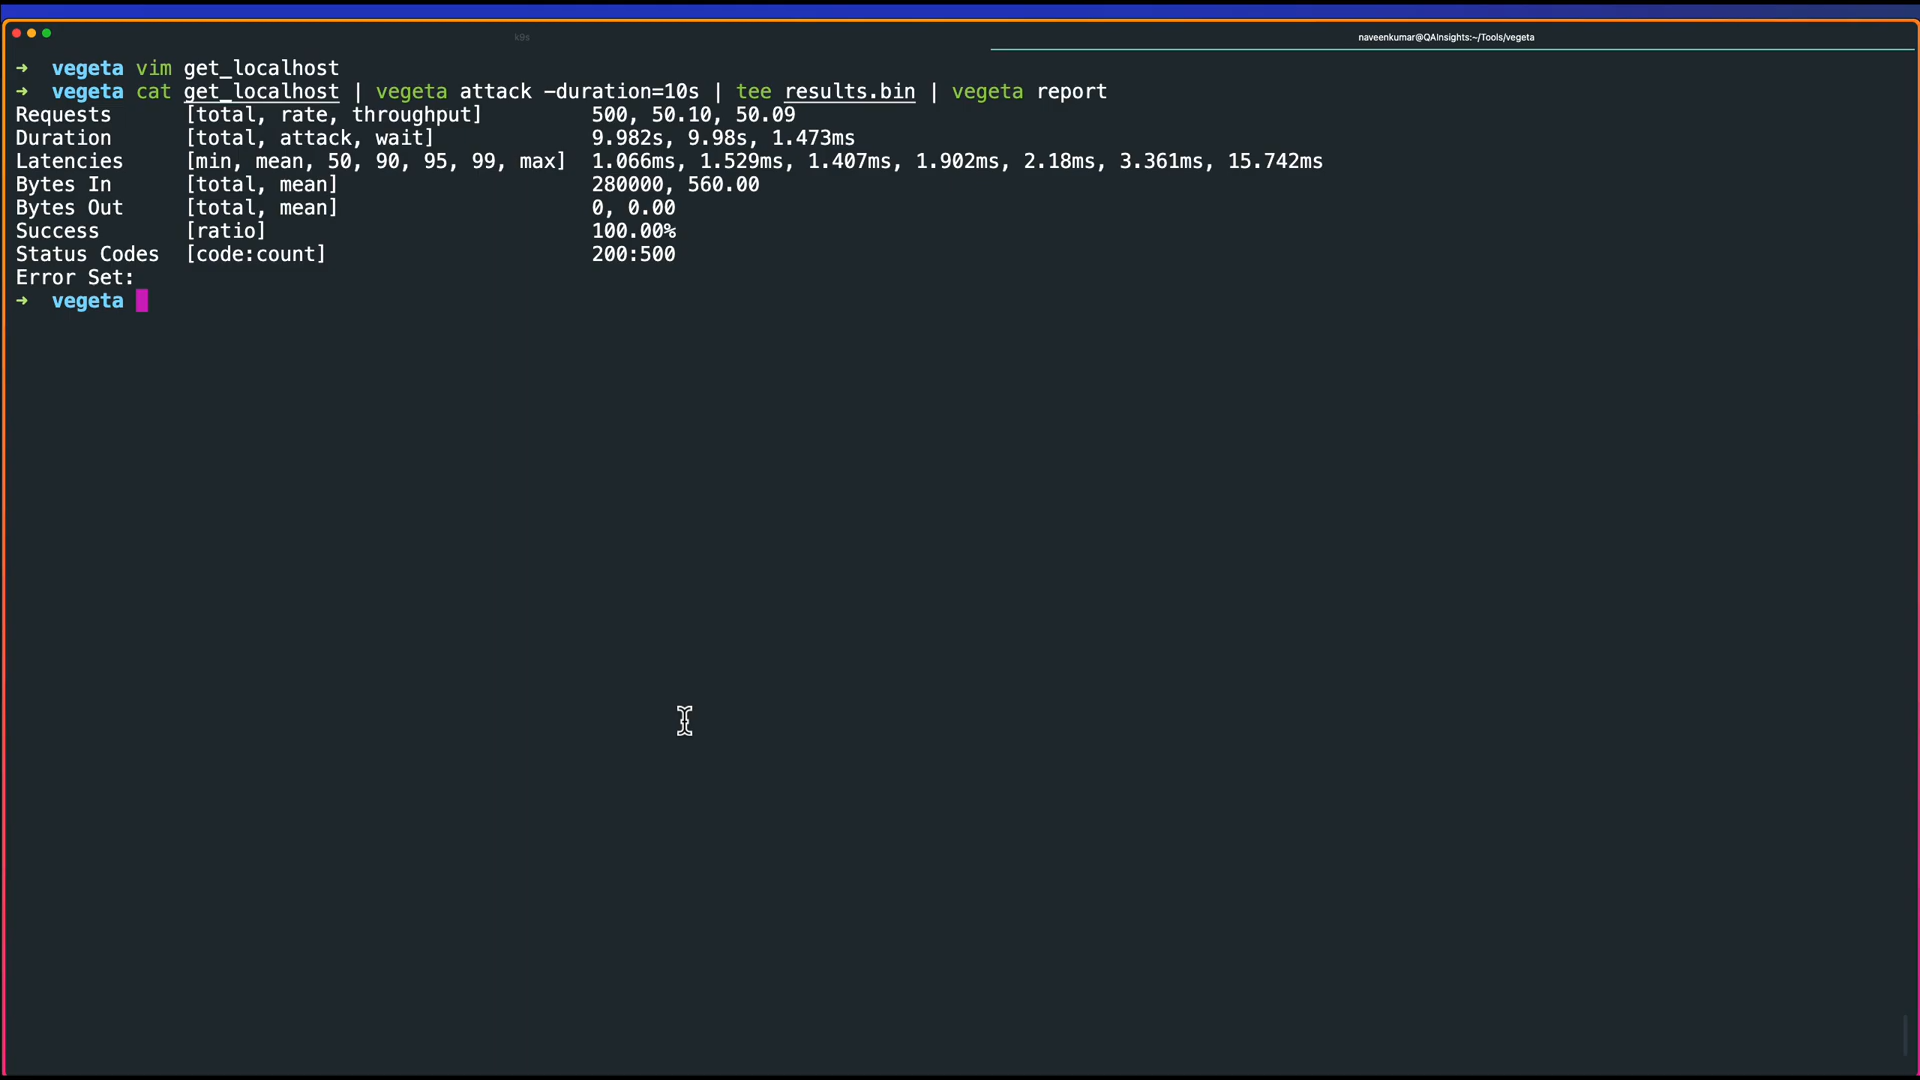 k9s
naveenkumar@QAInsights:~/Tools/vegeta
➜ vegeta vim get_localhost
➜ vegeta cat get_localhost | vegeta attack -duration=10s | tee results.bin | vegeta report
Requests [total, rate, throughput] 500, 50.10, 50.09
Duration [total, attack, wait] 9.982s, 9.98s, 1.473ms
Latencies [min, mean, 50, 90, 95, 99, max] 1.066ms, 1.529ms, 1.407ms, 1.902ms, 2.18ms, 3.361ms, 15.742ms
Bytes In [total, mean] 280000, 560.00
Bytes Out [total, mean] 0, 0.00
Success [ratio] 100.00%
Status Codes [code:count] 200:500
Error Set:
➜ vegeta